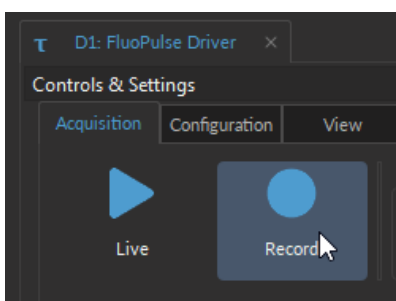 τ D1: FluoPulse Driver ×
Controls & Settings
Acquisition Configuration View
Live Record